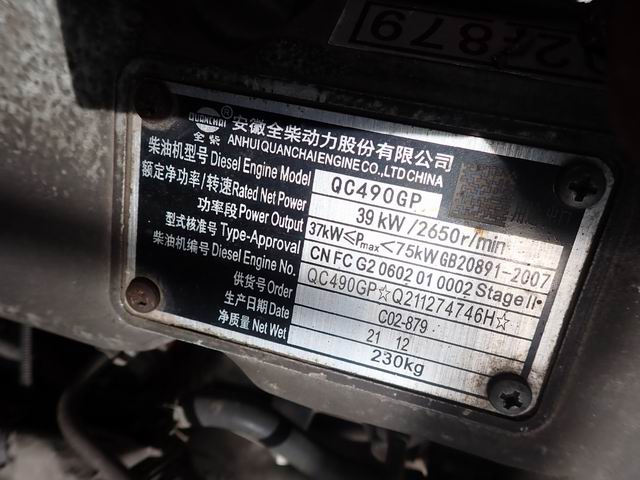 2879
QUANCHAI ®
全柴
安徽全柴动力股份有限公司
ANHUI QUANCHAI ENGINE CO.,LTD CHINA
柴油机型号 Diesel Engine Model QC490GP
额定净功率/转速 Rated Net Power 39 kW/2650r/min
功率段 Power Output 37kW≤Pmax<75kW GB20891-2007
型式核准号 Type-Approval CN FC G2 0602 01 0002 Stage II
柴油机编号 Diesel Engine No. QC490GP☆Q211274746H☆
供货号 Order C02-879
生产日期 Date 21 12
净质量 Net Wet 230kg